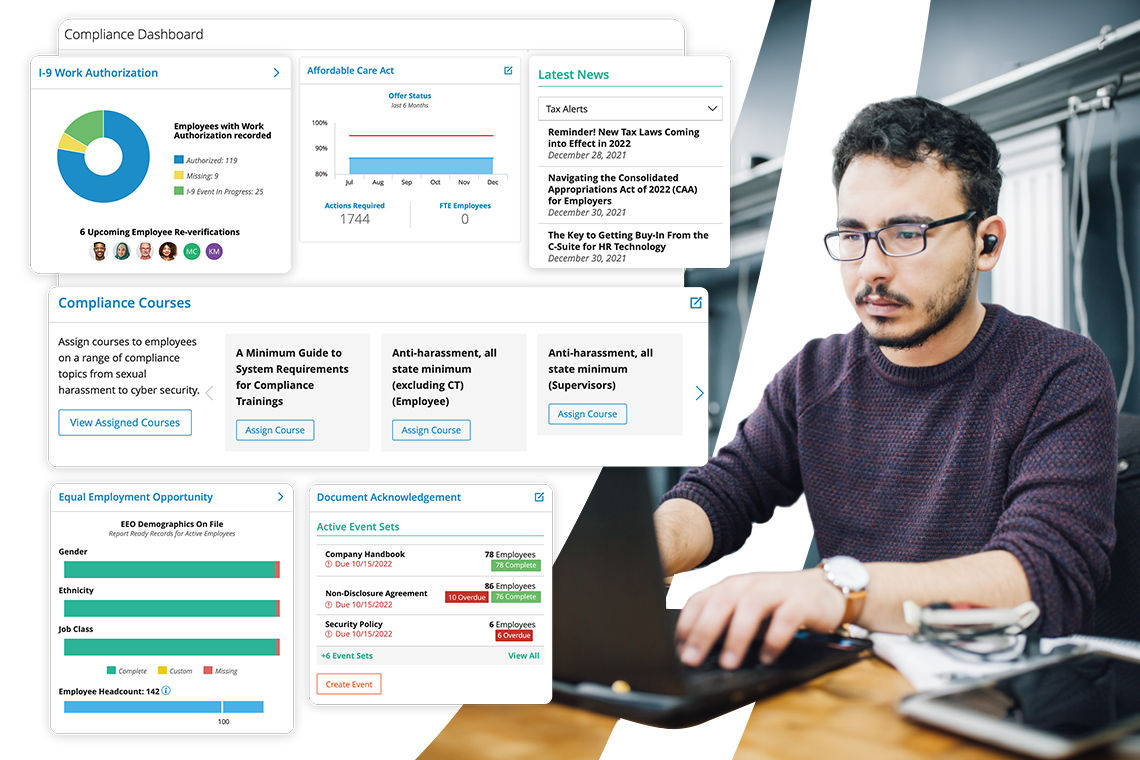 Compliance Dashboard
I-9 Work Authorization
Employees with Work
Authorization recorded
Authorized: 119
Missing: 9
I-9 Event In Progress: 25
6 Upcoming Employee Re-verifications
MC
KM
Affordable Care Act
Offer Status
last 6 Months
100%
90%
80%
Jul Aug Sep Oct Nov Dec
Actions Required FTE Employees
1744 0
Latest News
Tax Alerts
Reminder! New Tax Laws Coming
into Effect in 2022
December 28, 2021
Navigating the Consolidated
Appropriations Act of 2022 (CAA)
for Employers
December 30, 2021
The Key to Getting Buy-In From the
C-Suite for HR Technology
December 30, 2021
Compliance Courses
Assign courses to employees
on a range of compliance
topics from sexual
harassment to cyber security.
View Assigned Courses
A Minimum Guide to
System Requirements
for Compliance
Trainings
Assign Course
Anti-harassment, all
state minimum
(excluding CT)
(Employee)
Assign Course
Anti-harassment, all
state minimum
(Supervisors)
Assign Course
Equal Employment Opportunity
EEO Demographics On File
Report Ready Records for Active Employees
Gender
Ethnicity
Job Class
Complete Custom Missing
Employee Headcount: 142
100
Document Acknowledgement
Active Event Sets
Company Handbook 78 Employees
Due 10/15/2022 78 Complete
86 Employees
Non-Disclosure Agreement 10 Overdue 76 Complete
Due 10/15/2022
Security Policy 6 Employees
Due 10/15/2022 6 Overdue
+6 Event Sets View All
Create Event